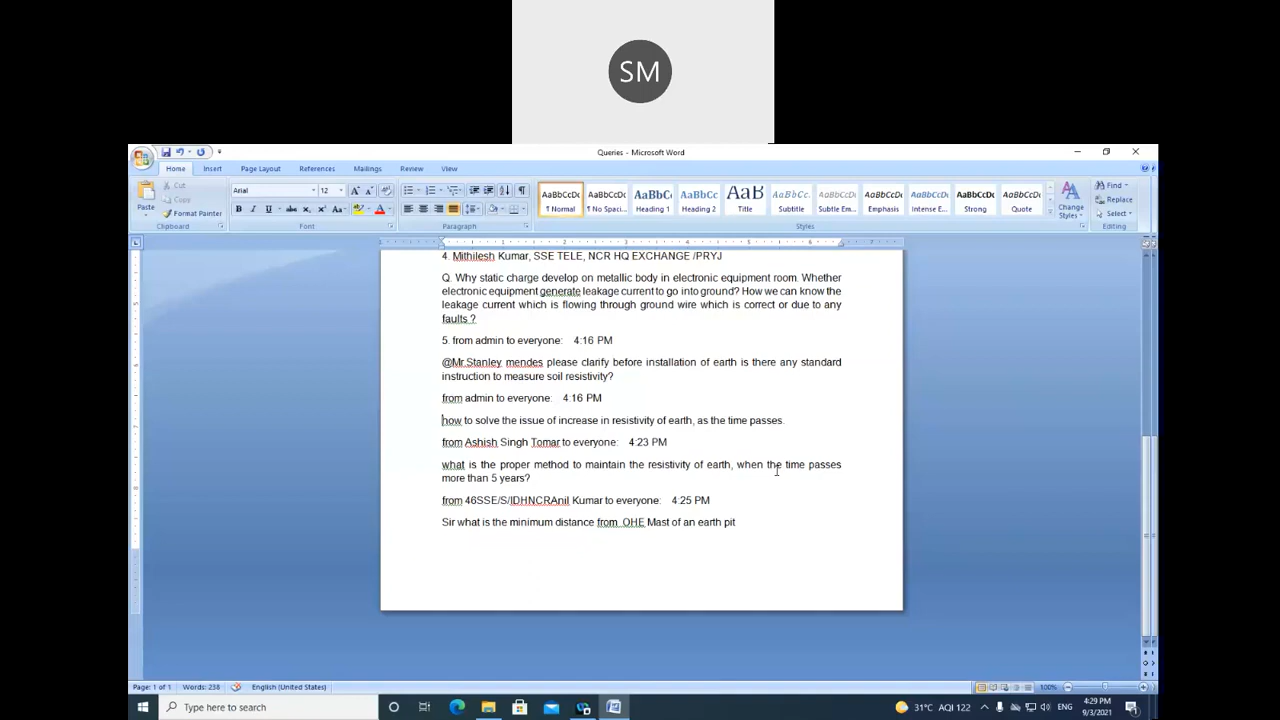 SM
Queries - Microsoft Word
Home Insert Page Layout References Mailings Review View
Paste
Cut
Copy
Format Painter
Clipboard
Arial 12
Font
Paragraph
AaBbCcDc AaBbCcDc AaBbCc AaBbCc AaB AaBbCc. AaBbCcDc AaBbCcDc AaBbCcDc AaBbCcDc AaBbCcDc
¶ Normal ¶ No Spaci... Heading 1 Heading 2 Title Subtitle Subtle Em... Emphasis Intense E... Strong Quote
Styles
Change Styles
Find
Replace
Select
Editing
4. Mithilesh Kumar, SSE TELE, NCR HQ EXCHANGE /PRYJ
Q. Why static charge develop on metallic body in electronic equipment room. Whether
electronic equipment generate leakage current to go into ground? How we can know the
leakage current which is flowing through ground wire which is correct or due to any
faults ?
5. from admin to everyone: 4:16 PM
@Mr.Stanley mendes please clarify before installation of earth is there any standard
instruction to measure soil resistivity?
from admin to everyone: 4:16 PM
how to solve the issue of increase in resistivity of earth, as the time passes.
from Ashish Singh Tomar to everyone: 4:23 PM
what is the proper method to maintain the resistivity of earth, when the time passes
more than 5 years?
from 46SSE/S/IDHNCRAnil Kumar to everyone: 4:25 PM
Sir what is the minimum distance from OHE Mast of an earth pit
Page: 1 of 1 Words: 238 English (United States) 100%
Type here to search
31°C AQI 122 ENG
4:29 PM
9/3/2021